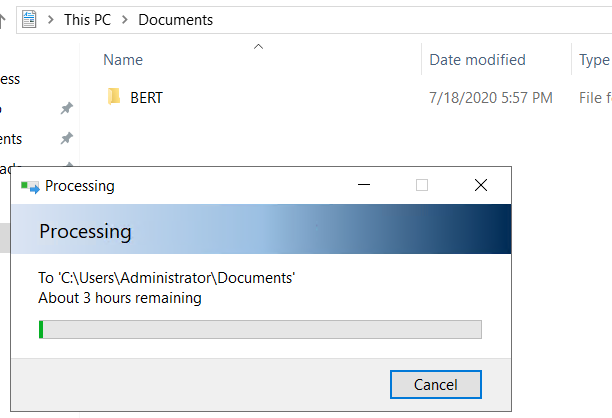 This PC > Documents
Name Date modified Type
ess
BERT 7/18/2020 5:57 PM File f
ents
Processing
Processing
To 'C:\Users\Administrator\Documents'
About 3 hours remaining
Cancel